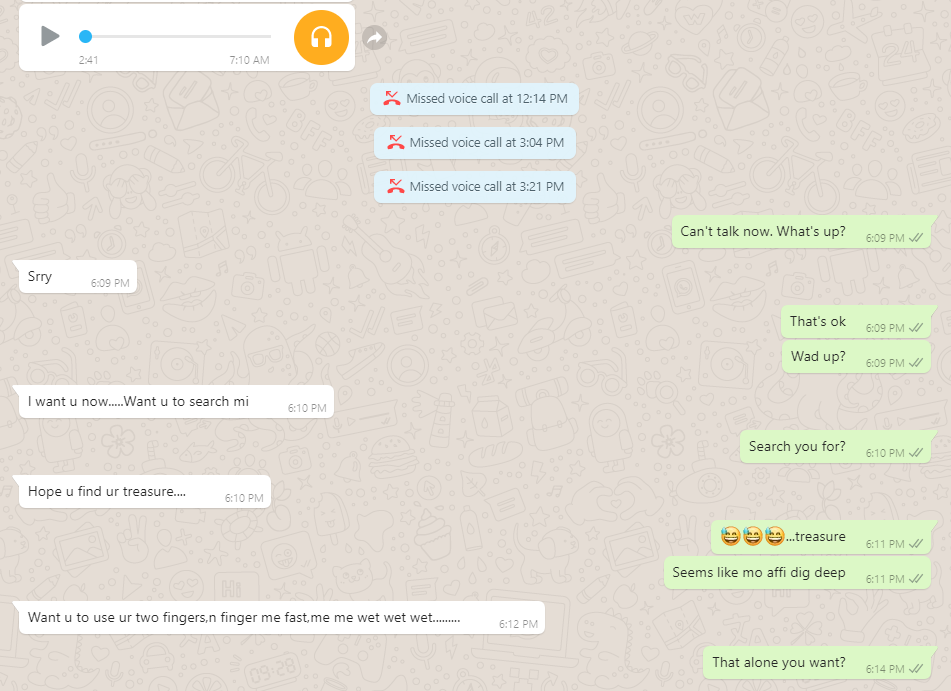 2:41 7:10 AM
Missed voice call at 12:14 PM
Missed voice call at 3:04 PM
Missed voice call at 3:21 PM
Can't talk now. What's up? 6:09 PM
Srry 6:09 PM
That's ok 6:09 PM
Wad up? 6:09 PM
I want u now.....Want u to search mi 6:10 PM
Search you for? 6:10 PM
Hope u find ur treasure.... 6:10 PM
😅😅😅...treasure 6:11 PM
Seems like mo affi dig deep 6:11 PM
Want u to use ur two fingers,n finger me fast,me me wet wet wet......... 6:12 PM
That alone you want? 6:14 PM